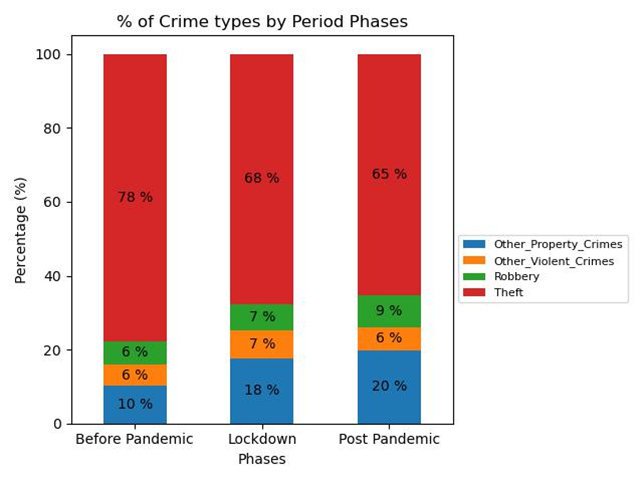 % of Crime types by Period Phases
Percentage (%)
100
80
60
40
20
0
78 %
6 %
6 %
10 %
68 %
7 %
7 %
18 %
65 %
9 %
6 %
20 %
Before Pandemic
Lockdown
Post Pandemic
Phases
Other_Property_Crimes
Other_Violent_Crimes
Robbery
Theft